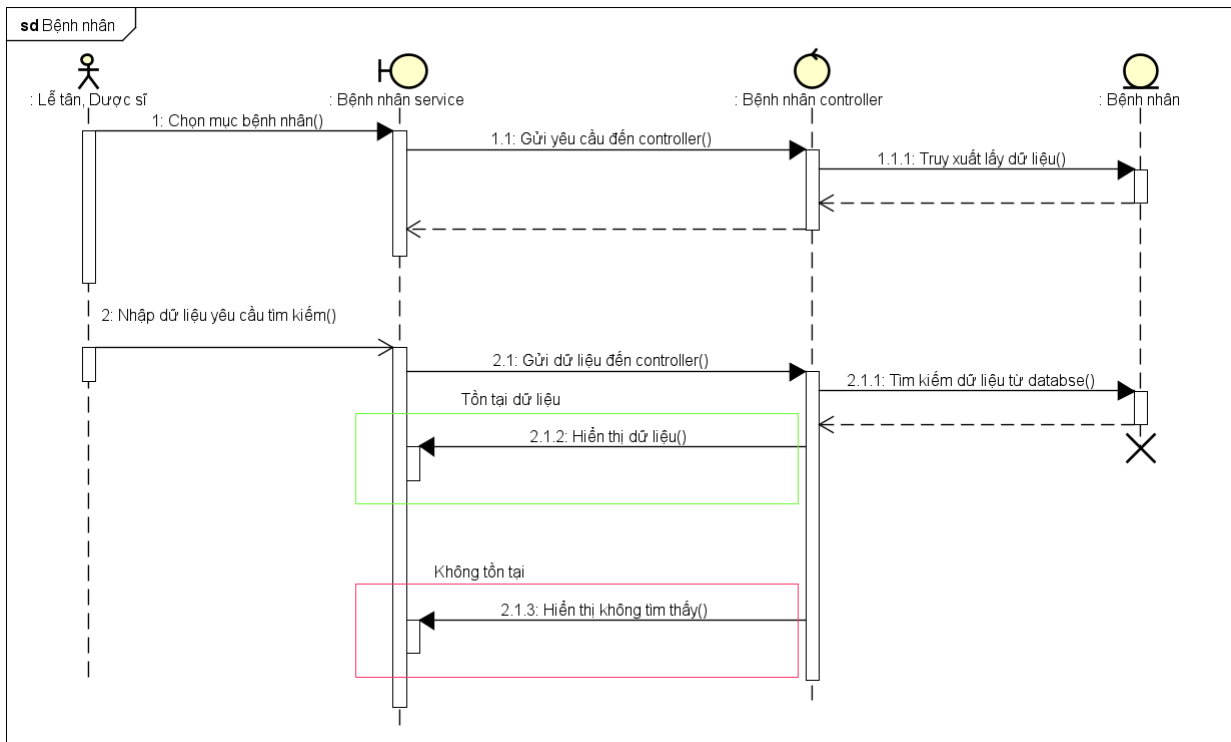 sd Bệnh nhân
: Lễ tân, Dược sĩ
: Bệnh nhân service
: Bệnh nhân controller
: Bệnh nhân
1: Chọn mục bệnh nhân()
1.1: Gửi yêu cầu đến controller()
1.1.1: Truy xuất lấy dữ liệu()
2: Nhập dữ liệu yêu cầu tìm kiếm()
2.1: Gửi dữ liệu đến controller()
2.1.1: Tìm kiếm dữ liệu từ databse()
Tồn tại dữ liệu
2.1.2: Hiển thị dữ liệu()
Không tồn tại
2.1.3: Hiển thị không tìm thấy()